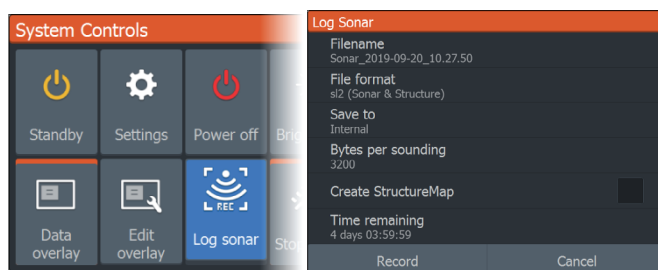 System Controls
Standby
Settings
Power off
Data
overlay
Edit
overlay
REC
Log sonar
Log Sonar
Filename
Sonar_2019-09-20_10.27.50
File format
sl2 (Sonar & Structure)
Save to
Internal
Bytes per sounding
3200
Create StructureMap
Time remaining
4 days 03:59:59
Record
Cancel